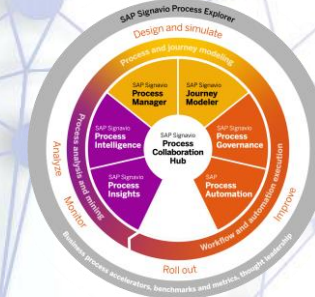 SAP Signavio Process Explorer
Design and simulate
Process and journey modeling
SAP Signavio
Process
Manager
SAP Signavio
Journey
Modeler
SAP Signavio
Process
Intelligence
SAP Signavio
Process
Collaboration
Hub
SAP Signavio
Process
Governance
SAP Signavio
Process
Insights
SAP
Process
Automation
Process analysis and mining
Workflow and automation execution
Analyze
Monitor
Improve
Roll out
Business process accelerators, benchmarks and metrics, thought leadership